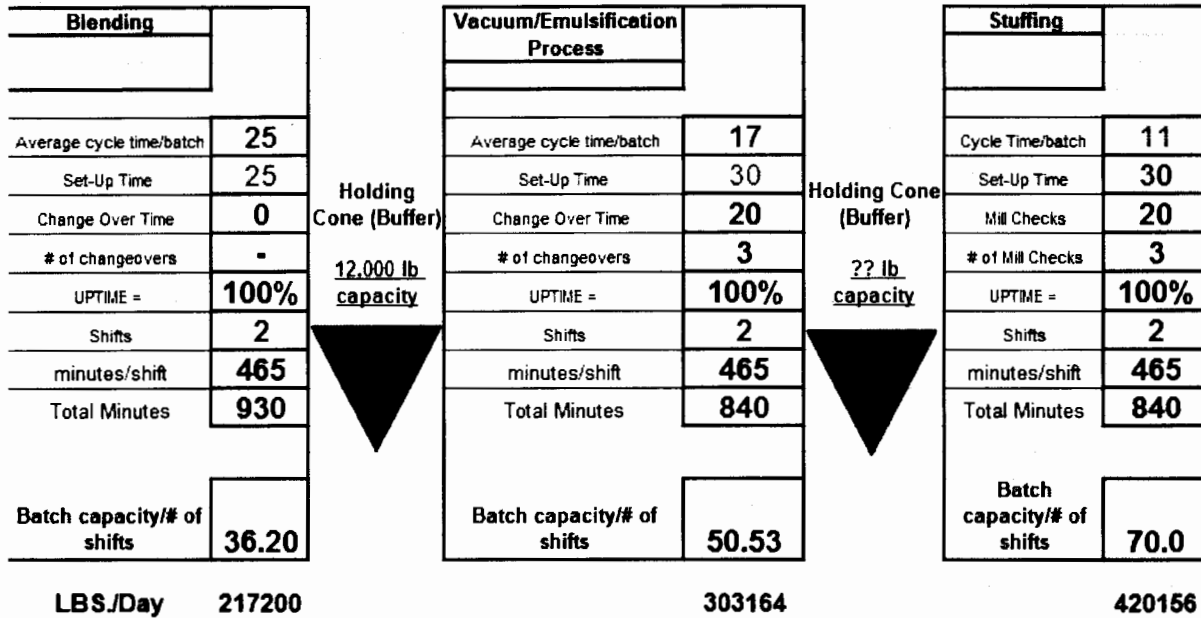 Blending
Average cycle time/batch 25
Set-Up Time 25
Change Over Time 0
# of changeovers -
UPTIME = 100%
Shifts 2
minutes/shift 465
Total Minutes 930
Batch capacity/# of
shifts 36.20
LBS./Day 217200
Holding
Cone (Buffer)
12,000 lb
capacity
Vacuum/Emulsification
Process
Average cycle time/batch 17
Set-Up Time 30
Change Over Time 20
# of changeovers 3
UPTIME = 100%
Shifts 2
minutes/shift 465
Total Minutes 840
Batch capacity/# of
shifts 50.53
303164
Holding Cone
(Buffer)
?? lb
capacity
Stuffing
Cycle Time/batch 11
Set-Up Time 30
Mill Checks 20
# of Mill Checks 3
UPTIME = 100%
Shifts 2
minutes/shift 465
Total Minutes 840
Batch
capacity/# of
shifts 70.0
420156